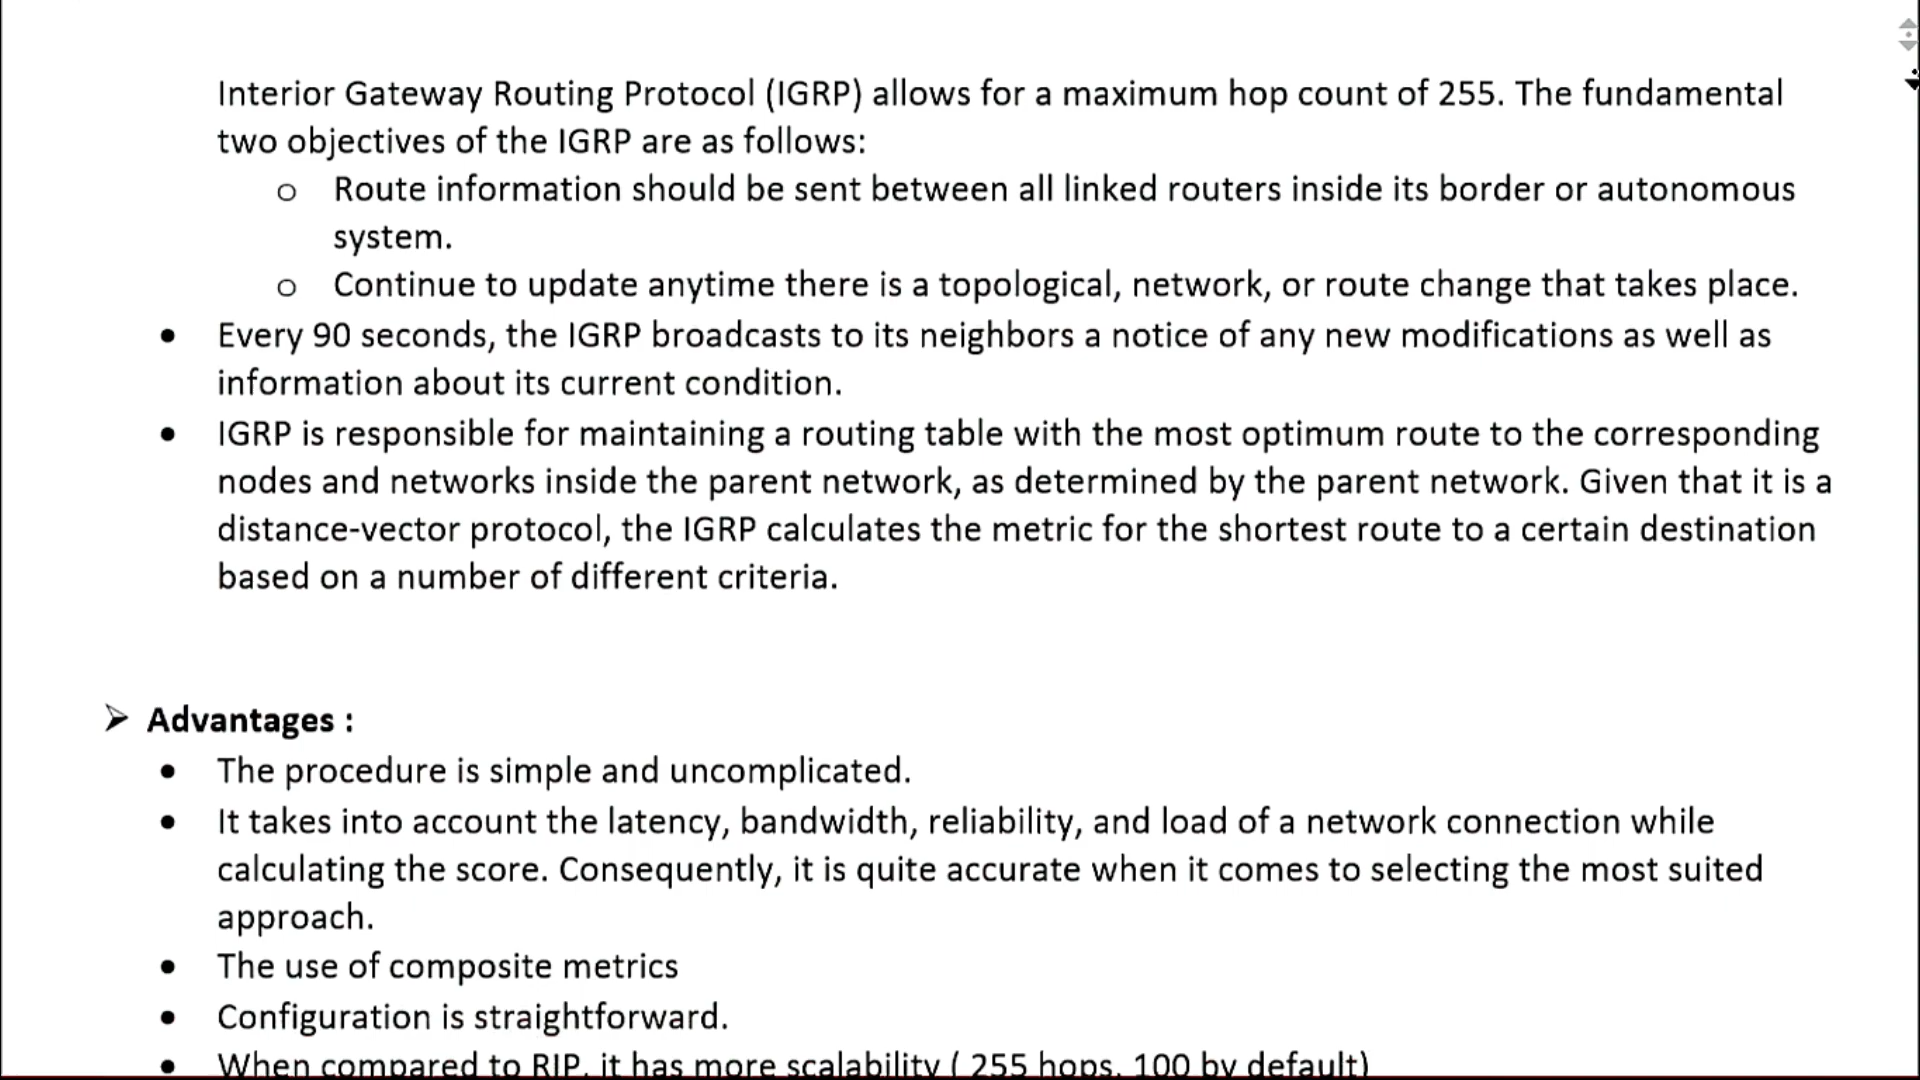 Interior Gateway Routing Protocol (IGRP) allows for a maximum hop count of 255. The fundamental
two objectives of the IGRP are as follows:
o Route information should be sent between all linked routers inside its border or autonomous
system.
o Continue to update anytime there is a topological, network, or route change that takes place.
• Every 90 seconds, the IGRP broadcasts to its neighbors a notice of any new modifications as well as
information about its current condition.
• IGRP is responsible for maintaining a routing table with the most optimum route to the corresponding
nodes and networks inside the parent network, as determined by the parent network. Given that it is a
distance-vector protocol, the IGRP calculates the metric for the shortest route to a certain destination
based on a number of different criteria.
➢ Advantages :
• The procedure is simple and uncomplicated.
• It takes into account the latency, bandwidth, reliability, and load of a network connection while
calculating the score. Consequently, it is quite accurate when it comes to selecting the most suited
approach.
• The use of composite metrics
• Configuration is straightforward.
• When compared to RIP, it has more scalability ( 255 hops, 100 by default)